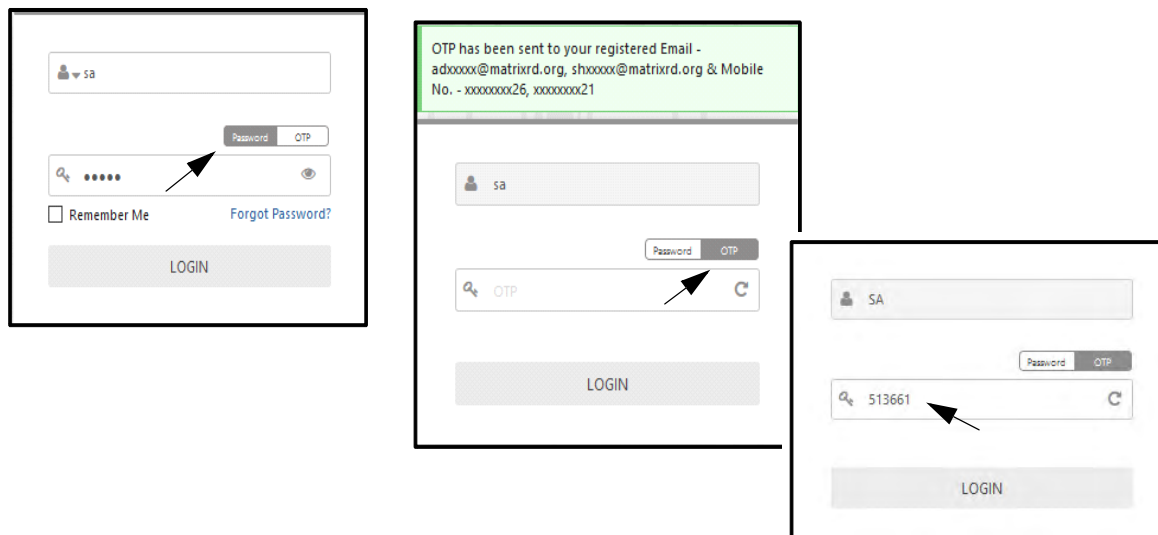 sa
Password OTP
•••••
Remember Me Forgot Password?
LOGIN
OTP has been sent to your registered Email -
adxxxxx@matrixrd.org, shxxxxx@matrixrd.org & Mobile
No. - xxxxxxxx26, xxxxxxxx21
sa
Password OTP
OTP
LOGIN
SA
Password OTP
513661
LOGIN